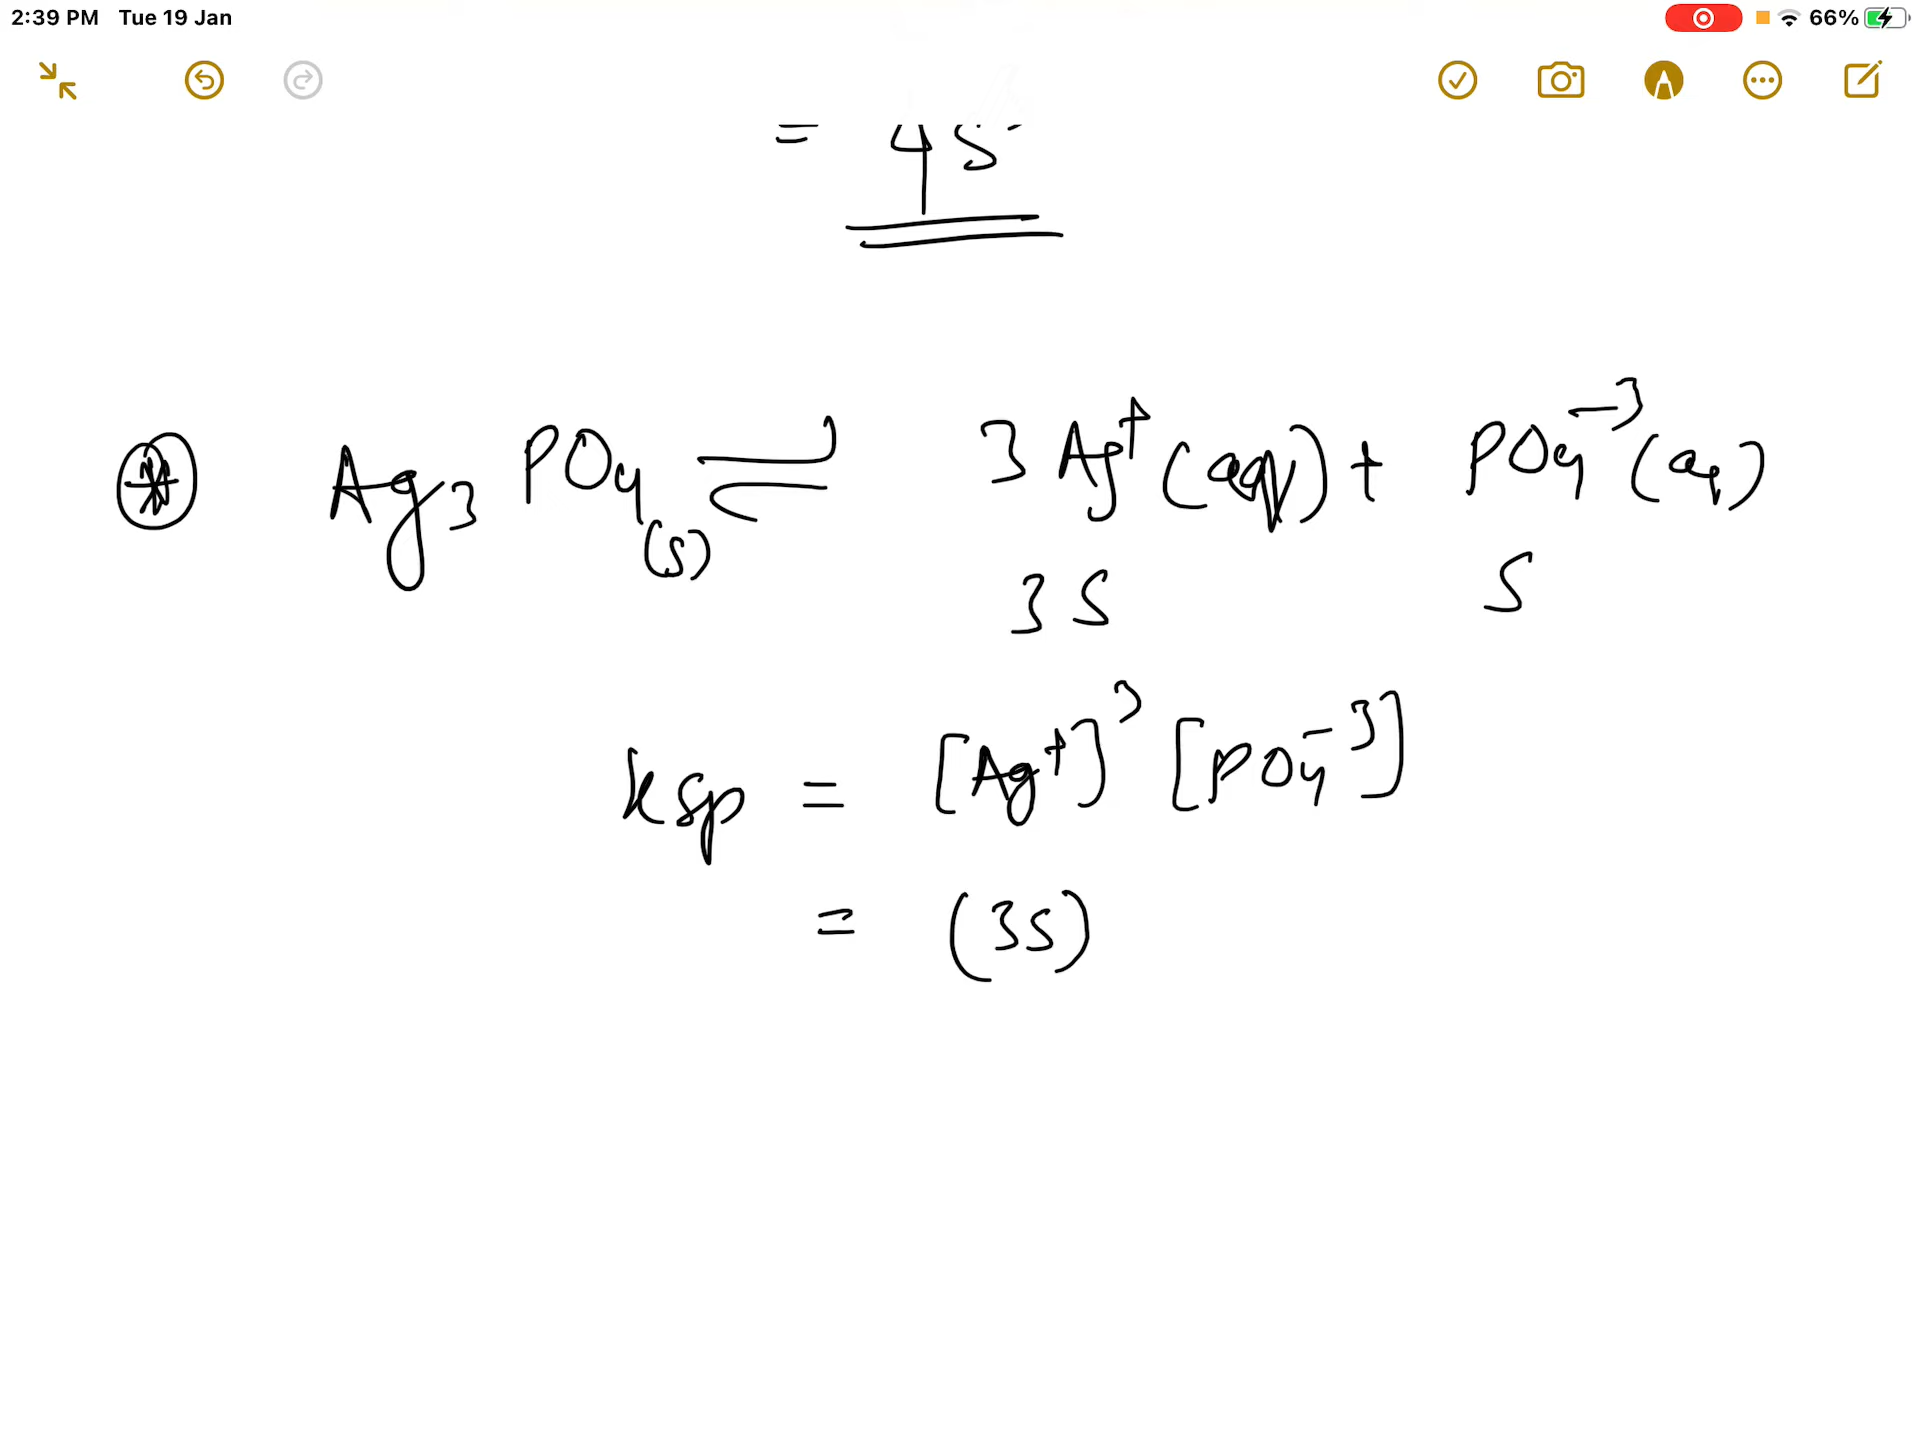 2:39 PM Tue 19 Jan 66%
= 4S
Ag₃PO₄(s) ⇌ 3Ag⁺(aq) + PO₄⁻³(aq)
3S S
Ksp = [Ag⁺]³ [PO₄⁻³]
= (3S)